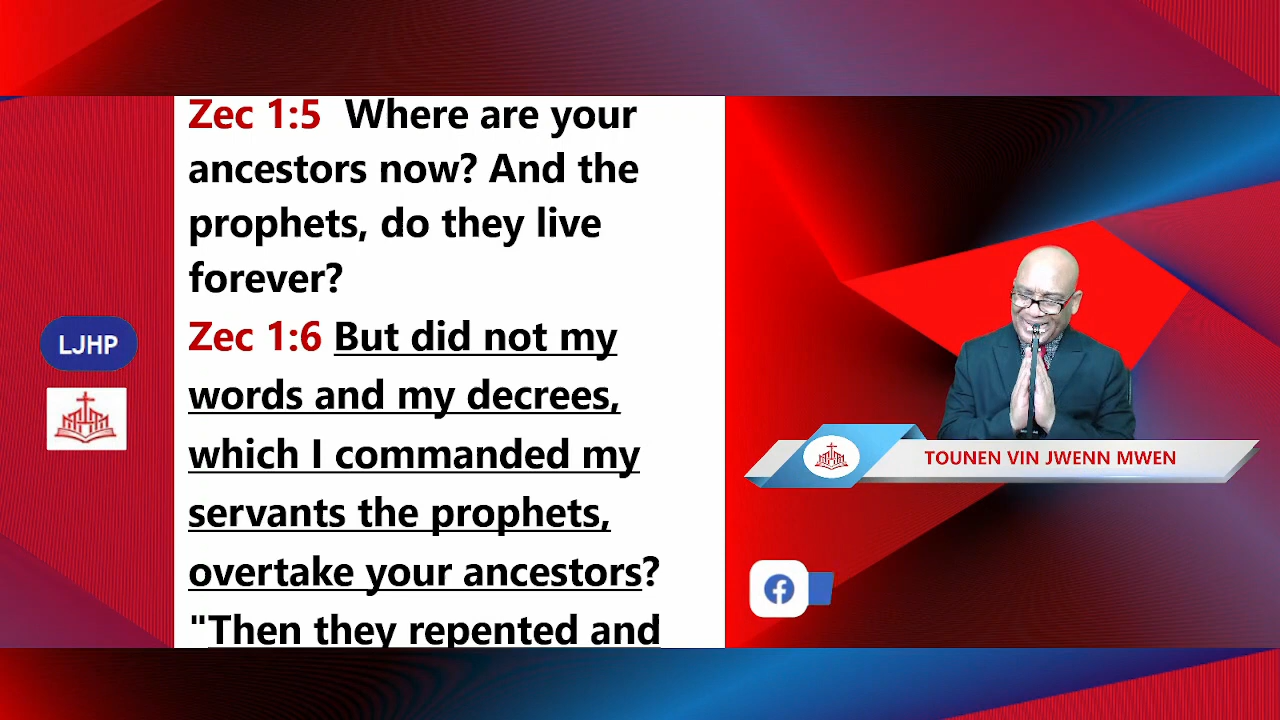 Zec 1:5 Where are your
ancestors now? And the
prophets, do they live
forever?
Zec 1:6 But did not my
words and my decrees,
which I commanded my
servants the prophets,
overtake your ancestors?
"Then they repented and
LJHP
TOUNEN VIN JWENN MWEN